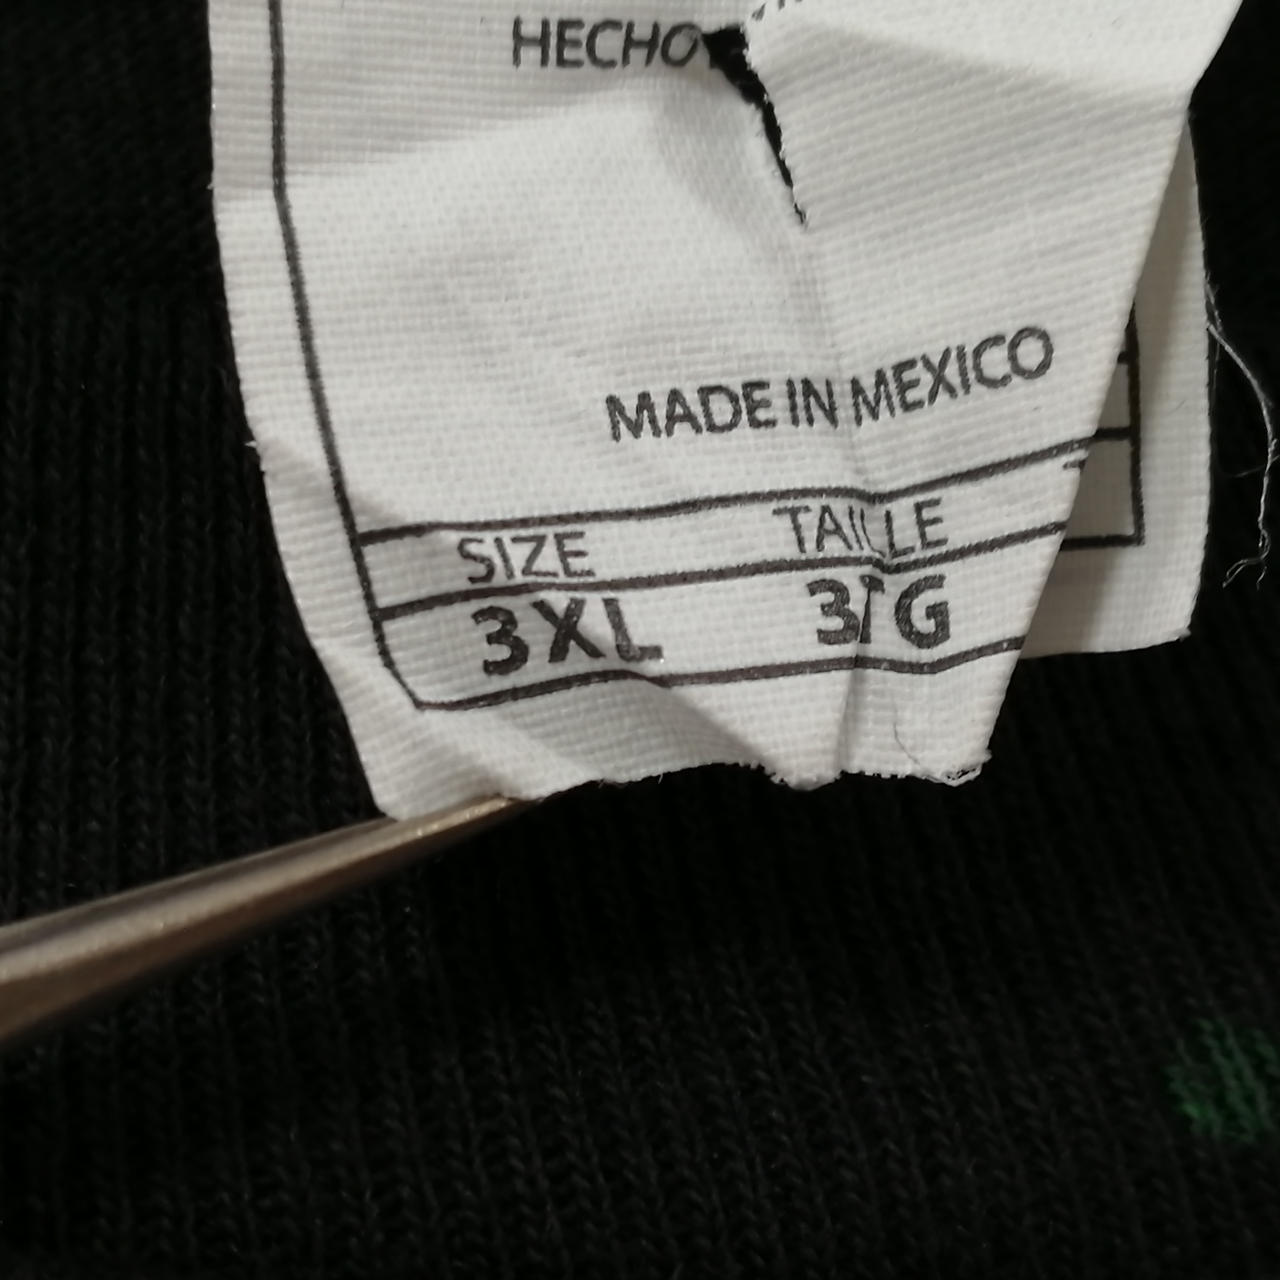 HECHO
MADE IN MEXICO
SIZE TAILLE
3XL 3TG